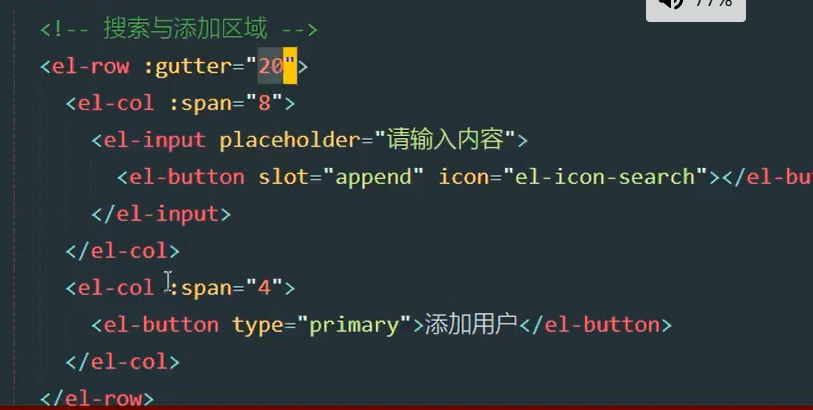 77%
<!-- 搜索与添加区域 -->
<el-row :gutter="20">
<el-col :span="8">
<el-input placeholder="请输入内容">
<el-button slot="append" icon="el-icon-search"></el-bu
</el-input>
</el-col>
<el-col :span="4">
<el-button type="primary">添加用户</el-button>
</el-col>
</el-row>